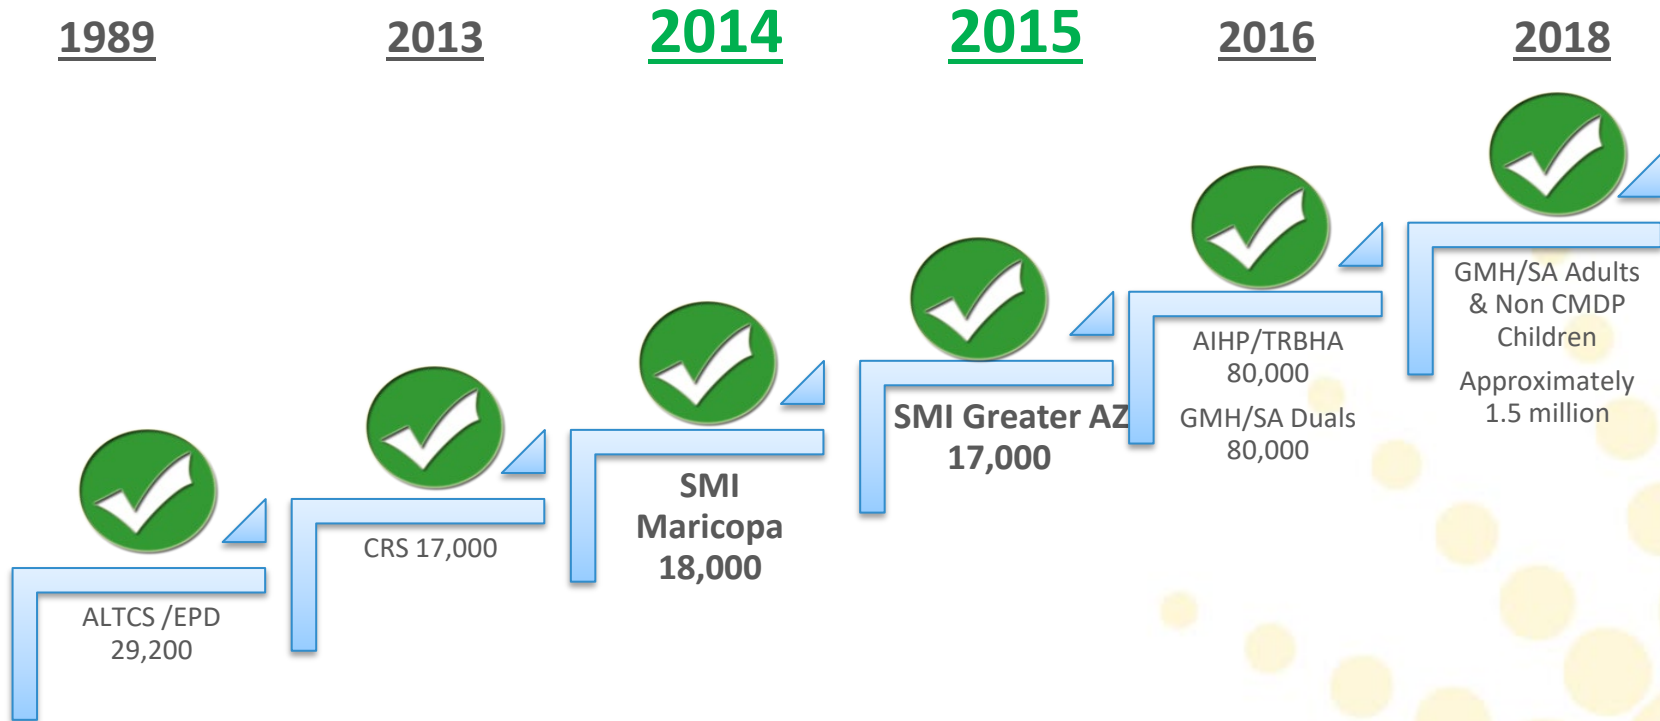 1989
2013
2014
2015
2016
2018
ALTCS /EPD
29,200
CRS 17,000
SMI
Maricopa
18,000
SMI Greater AZ
17,000
AIHP/TRBHA
80,000
GMH/SA Duals
80,000
GMH/SA Adults
& Non CMDP
Children
Approximately
1.5 million